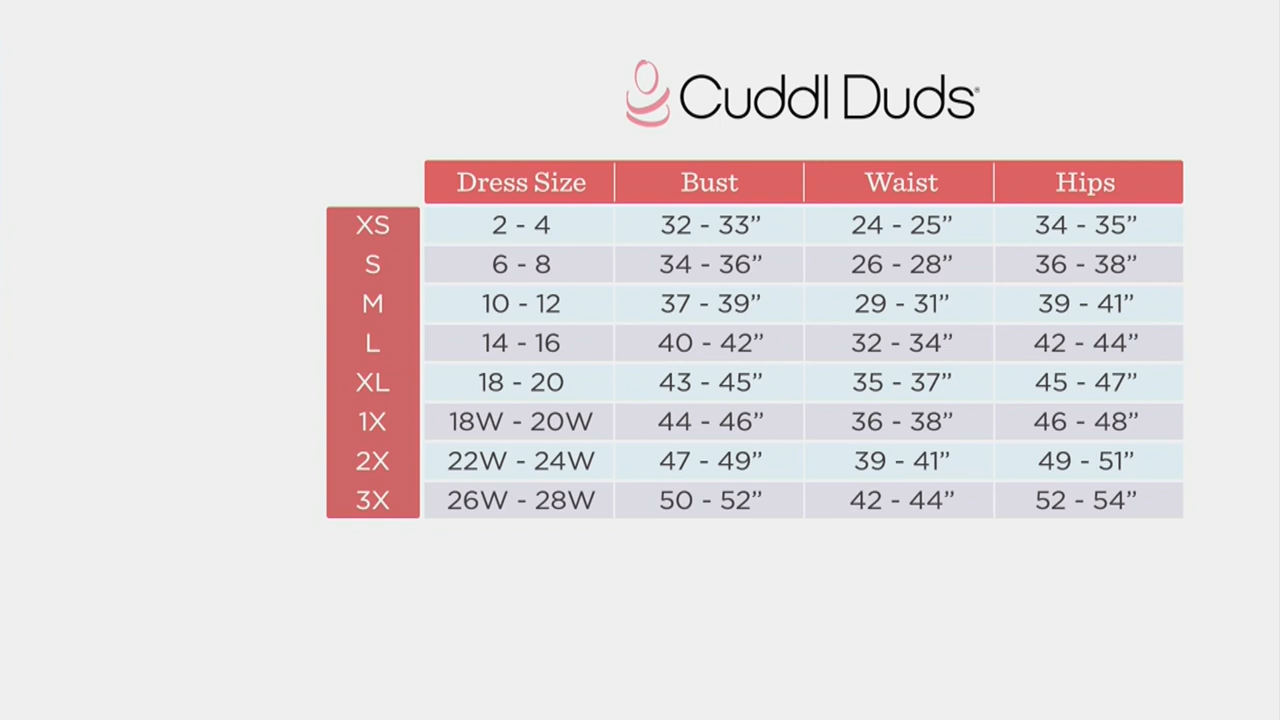 Cuddl Duds®
Dress Size Bust Waist Hips
XS 2 - 4 32 - 33” 24 - 25” 34 - 35”
S 6 - 8 34 - 36” 26 - 28” 36 - 38”
M 10 - 12 37 - 39” 29 - 31” 39 - 41”
L 14 - 16 40 - 42” 32 - 34” 42 - 44”
XL 18 - 20 43 - 45” 35 - 37” 45 - 47”
1X 18W - 20W 44 - 46” 36 - 38” 46 - 48”
2X 22W - 24W 47 - 49” 39 - 41” 49 - 51”
3X 26W - 28W 50 - 52” 42 - 44” 52 - 54”